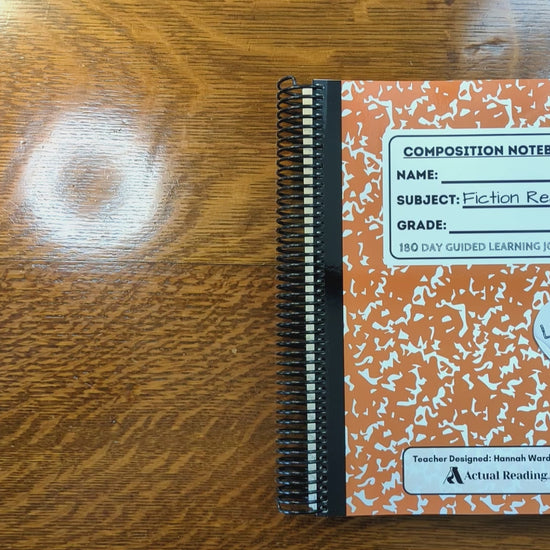 COMPOSITION NOTEB
NAME:
SUBJECT: Fiction Re
GRADE:
180 DAY GUIDED LEARNING JO
Teacher Designed: Hannah Ward
Actual Reading.